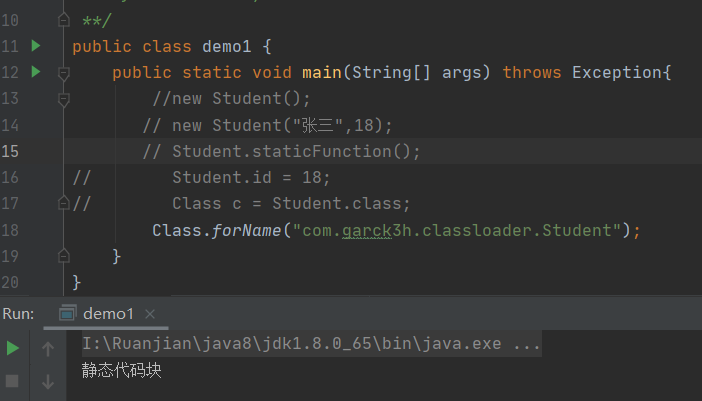 10 **/
11 public class demo1 {
12 public static void main(String[] args) throws Exception{
13 //new Student();
14 // new Student("张三",18);
15 // Student.staticFunction();
16 // Student.id = 18;
17 // Class c = Student.class;
18 Class.forName("com.garck3h.classloader.Student");
19 }
20 }
Run: demo1 ×
I:\Ruanjian\java8\jdk1.8.0_65\bin\java.exe ...
静态代码块